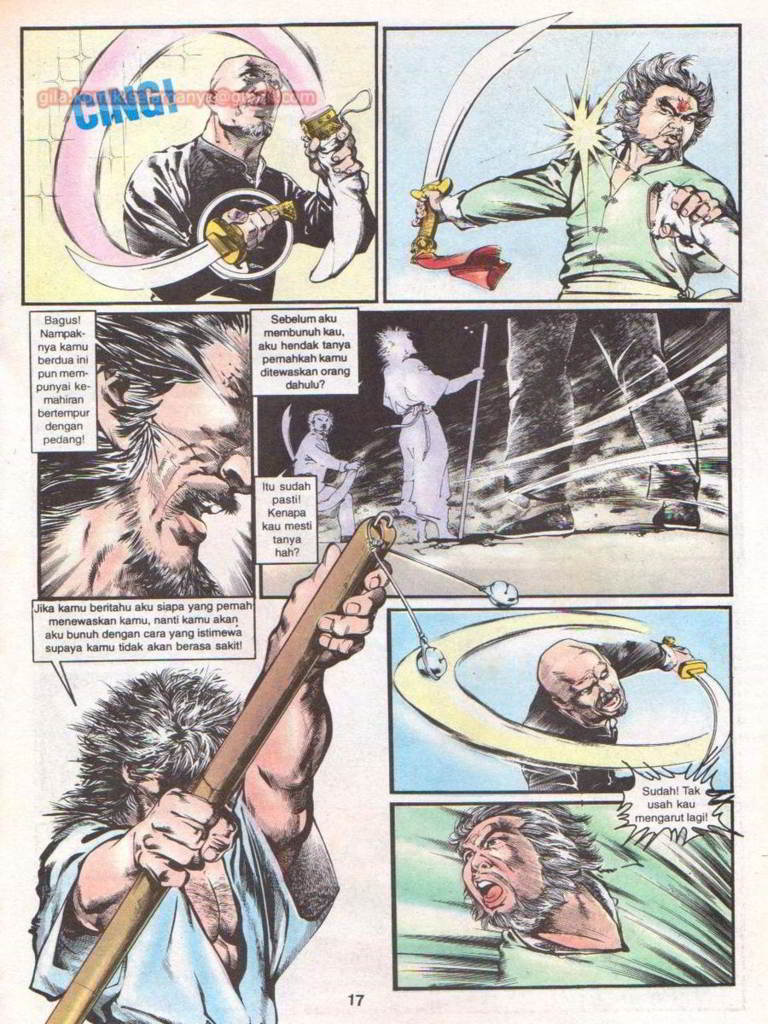 CING!
Bagus!
Nampak-
nya kamu
berdua ini
pun mem-
punyai ke-
mahiran
bertempur
dengan
pedang!
Sebelum aku
membunuh kau,
aku hendak tanya
pernahkah kamu
ditewaskan orang
dahulu?
Itu sudah
pasti!
Kenapa
kau mesti
tanya
hah?
Jika kamu beritahu aku siapa yang pernah
menewaskan kamu, nanti kamu akan
aku bunuh dengan cara yang istimewa
supaya kamu tidak akan berasa sakit!
Sudah! Tak
usah kau
mengarut lagi!
17